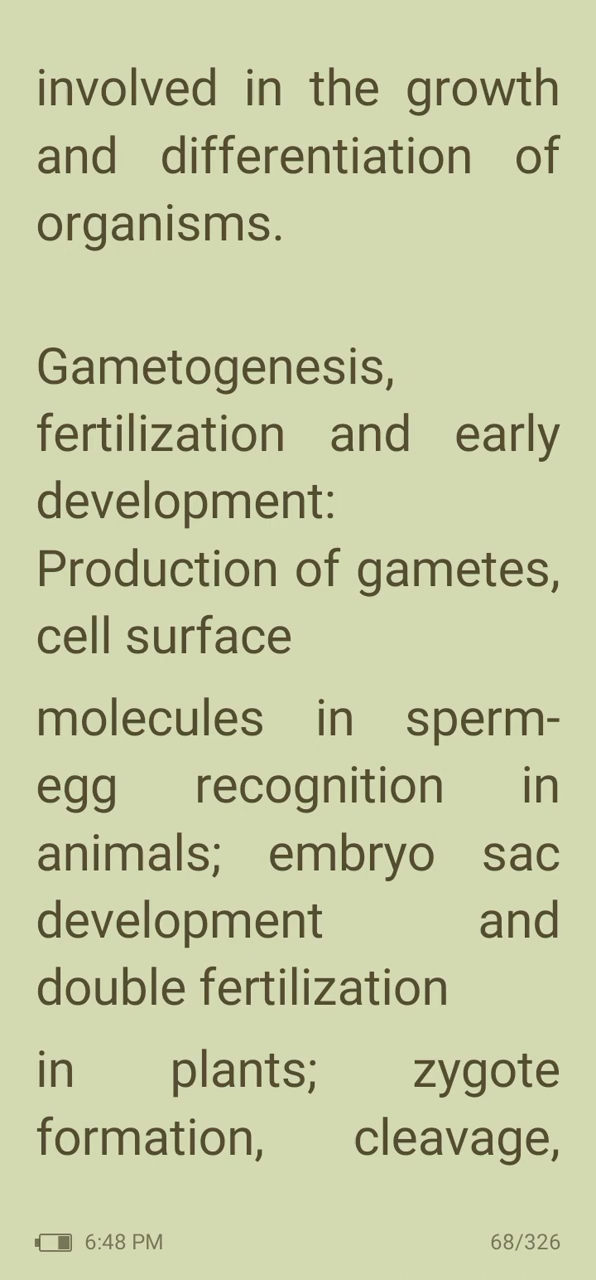 involved in the growth
and differentiation of
organisms.
Gametogenesis,
fertilization and early
development:
Production of gametes,
cell surface
molecules in sperm-
egg recognition in
animals; embryo sac
development and
double fertilization
in plants; zygote
formation, cleavage,
6:48 PM
68/326